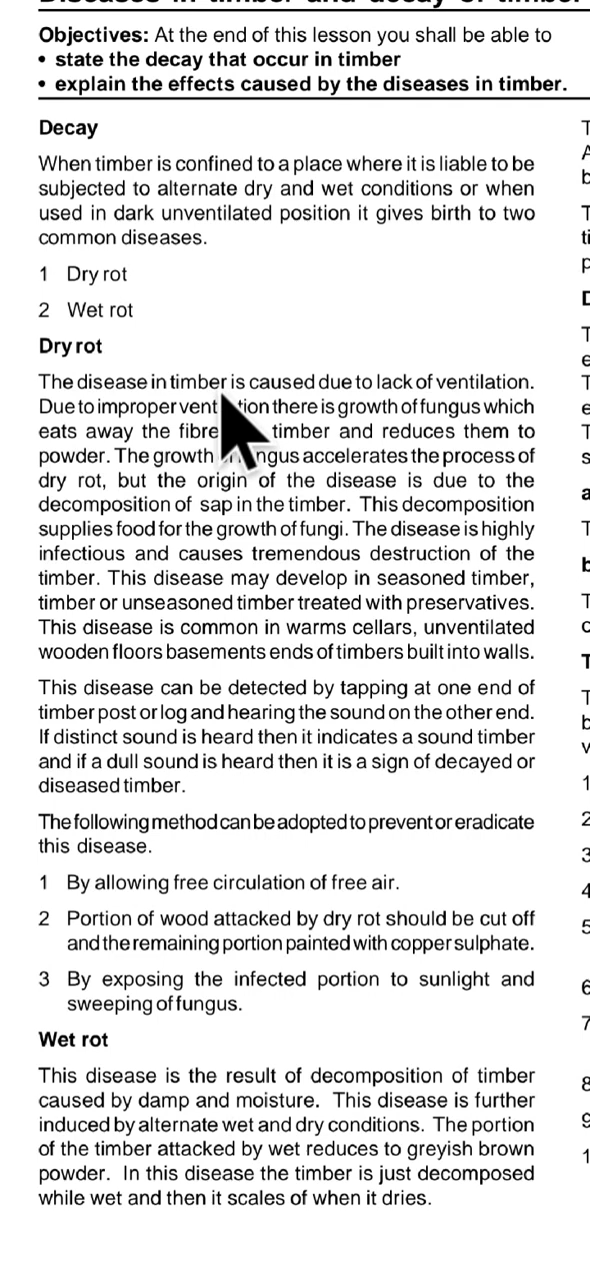 Objectives: At the end of this lesson you shall be able to
• state the decay that occur in timber
• explain the effects caused by the diseases in timber.
Decay
When timber is confined to a place where it is liable to be
subjected to alternate dry and wet conditions or when
used in dark unventilated position it gives birth to two
common diseases.
1 Dry rot
2 Wet rot
Dry rot
The disease in timber is caused due to lack of ventilation.
Due to improper there is growth of fungus which
eats away the timber and reduces them to
powder. The growth accelerates the process of
dry rot, but the origin of the disease is due to the
decomposition of sap in the timber. This decomposition
supplies food for the growth of fungi. The disease is highly
infectious and causes tremendous destruction of the
timber. This disease may develop in seasoned timber,
timber or unseasoned timber treated with preservatives.
This disease is common in warms cellars, unventilated
wooden floors basements ends of timbers built into walls.
This disease can be detected by tapping at one end of
timber post or log and hearing the sound on the other end.
If distinct sound is heard then it indicates a sound timber
and if a dull sound is heard then it is a sign of decayed or
diseased timber.
The following method can be adopted to prevent or eradicate
this disease.
1 By allowing free circulation of free air.
2 Portion of wood attacked by dry rot should be cut off
and the remaining portion painted with copper sulphate.
3 By exposing the infected portion to sunlight and
sweeping of fungus.
Wet rot
This disease is the result of decomposition of timber
caused by damp and moisture. This disease is further
induced by alternate wet and dry conditions. The portion
of the timber attacked by wet reduces to greyish brown
powder. In this disease the timber is just decomposed
while wet and then it scales of when it dries.